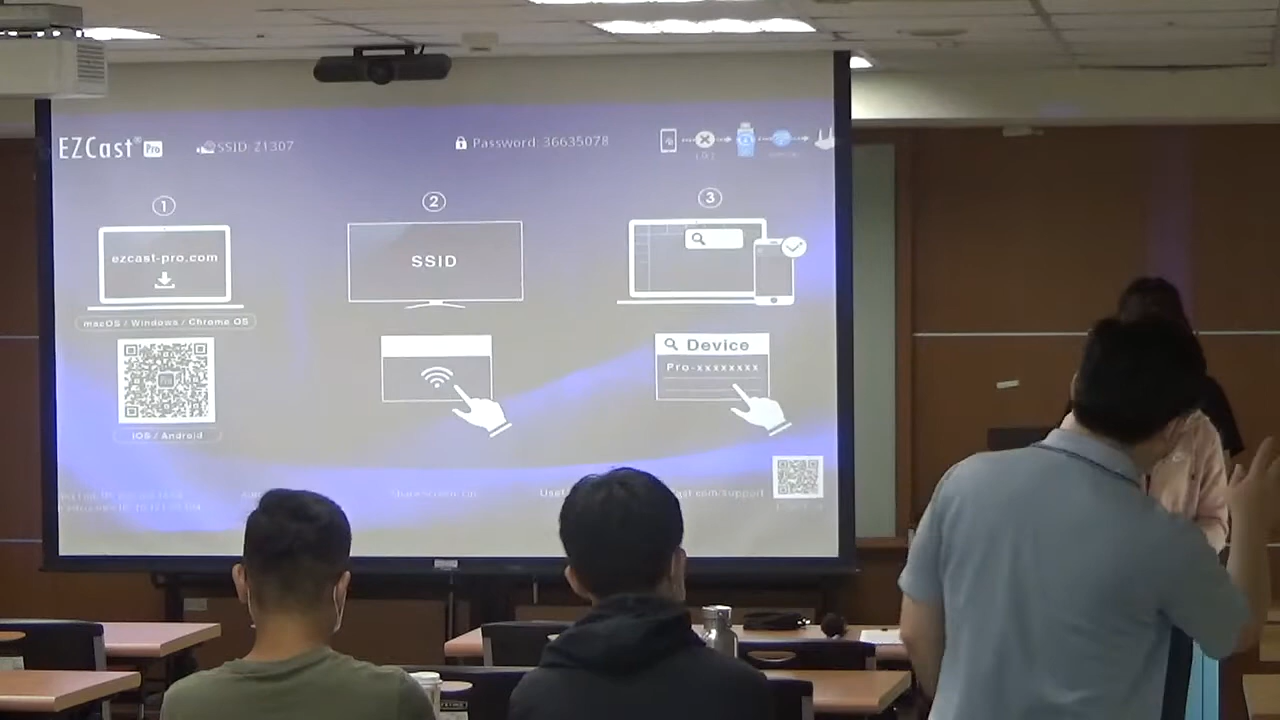 EZCast® Pro
SSID: Z1307
Password: 36635078
1
2
3
ezcast-pro.com
SSID
macOS / Windows / Chrome OS
Device
Pro-xxxxxxxx
iOS / Android